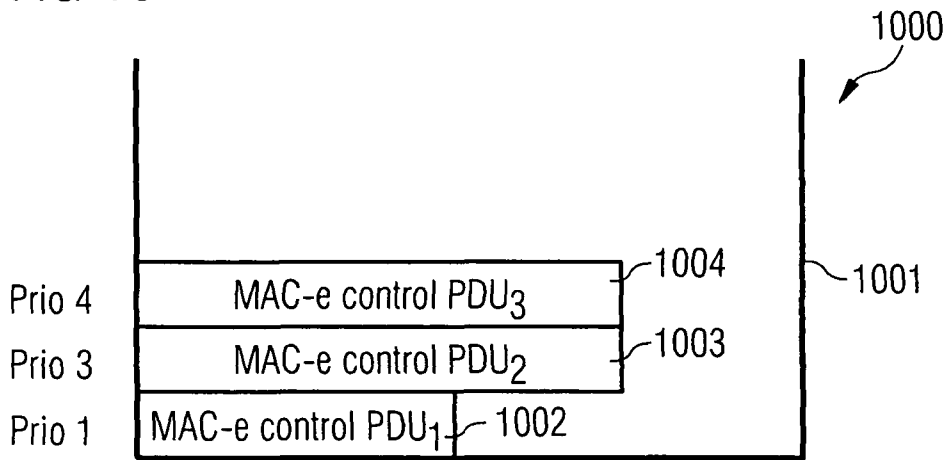 1000
1004
1001
Prio 4 MAC-e control PDU3
1003
Prio 3 MAC-e control PDU2
Prio 1 MAC-e control PDU1 1002